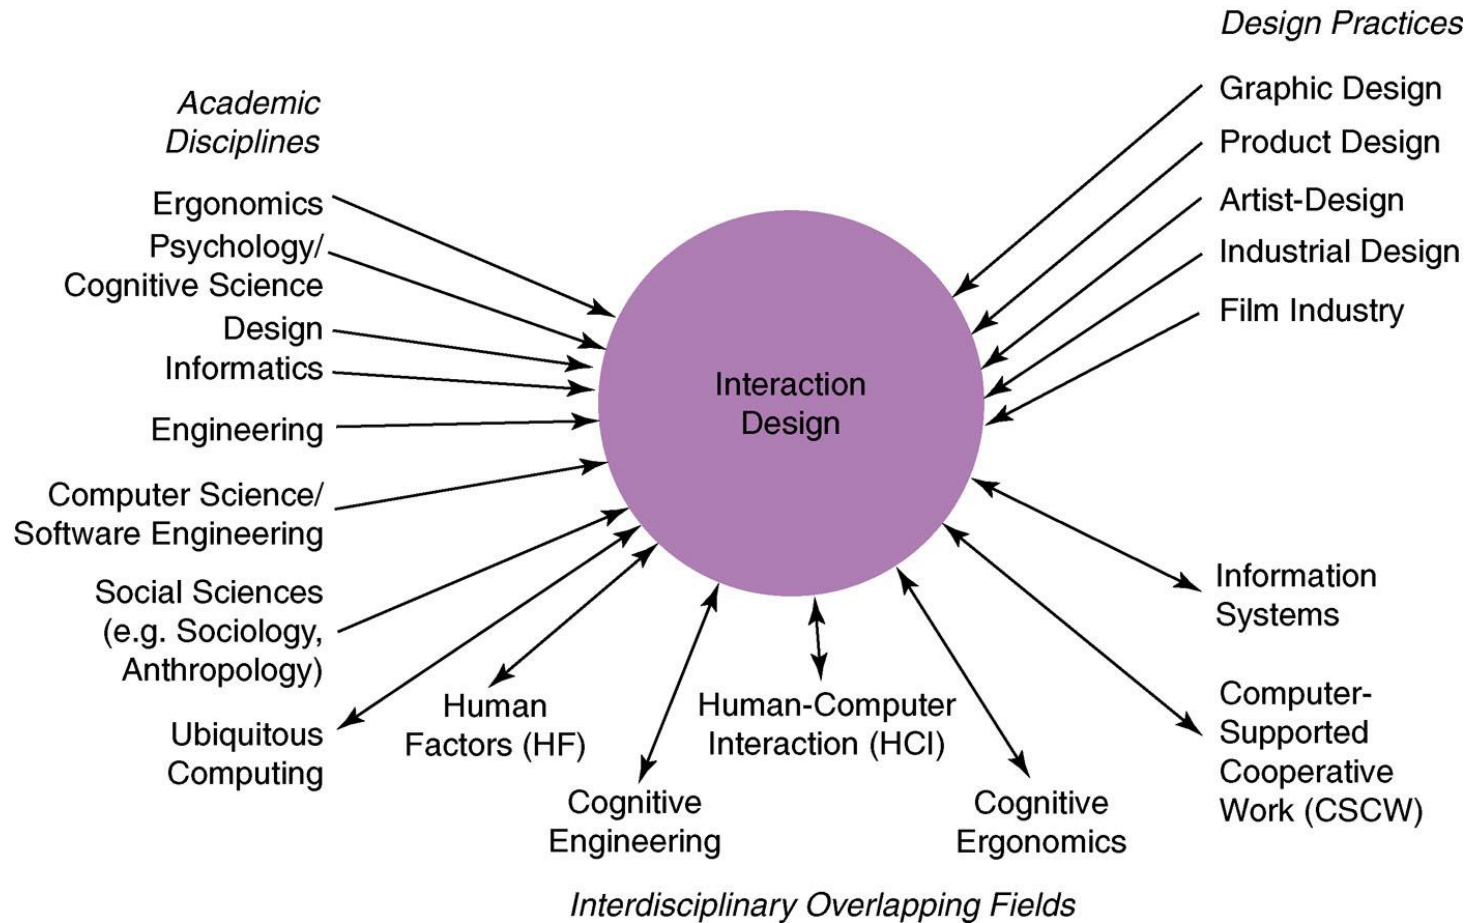 Design Practices
Graphic Design
Product Design
Artist-Design
Industrial Design
Film Industry
Academic
Disciplines
Ergonomics
Psychology/
Cognitive Science
Design
Informatics
Engineering
Computer Science/
Software Engineering
Social Sciences
(e.g. Sociology,
Anthropology)
Ubiquitous
Computing
Interaction
Design
Human
Factors (HF)
Cognitive
Engineering
Human-Computer
Interaction (HCI)
Cognitive
Ergonomics
Information
Systems
Computer-
Supported
Cooperative
Work (CSCW)
Interdisciplinary Overlapping Fields